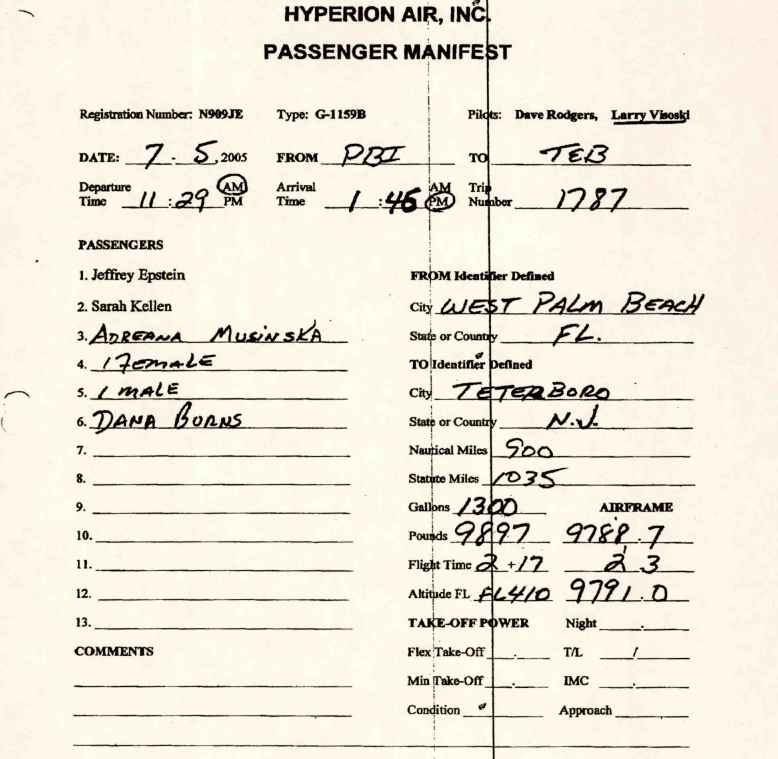 HYPERION AIR, INC.
PASSENGER MANIFEST
Registration Number: N909JE Type: G-1159B Pilots: Dave Rodgers, Larry Visoski
DATE: 7 - 5, 2005 FROM PBI TO TEB
Departure Time 11 : 29 AM PM Arrival Time 1 : 46 AM PM Trip Number 1787
PASSENGERS
1. Jeffrey Epstein FROM Identifier Defined
2. Sarah Kellen City WEST PALM BEACH
3. ADREANA MUSINSKA State or Country FL.
4. 1 FEMALE TO Identifier Defined
5. 1 MALE City TETERBORO
6. DANA BURNS State or Country N.J.
7. Nautical Miles 900
8. Statute Miles 1035
9. Gallons 1300 AIRFRAME
10. Pounds 9897 9788.7
11. Flight Time 2 +17 2 3
12. Altitude FL FL410 9791.0
13. TAKE-OFF POWER Night .
COMMENTS Flex Take-Off . T/L /
Min Take-Off . IMC .
Condition Approach